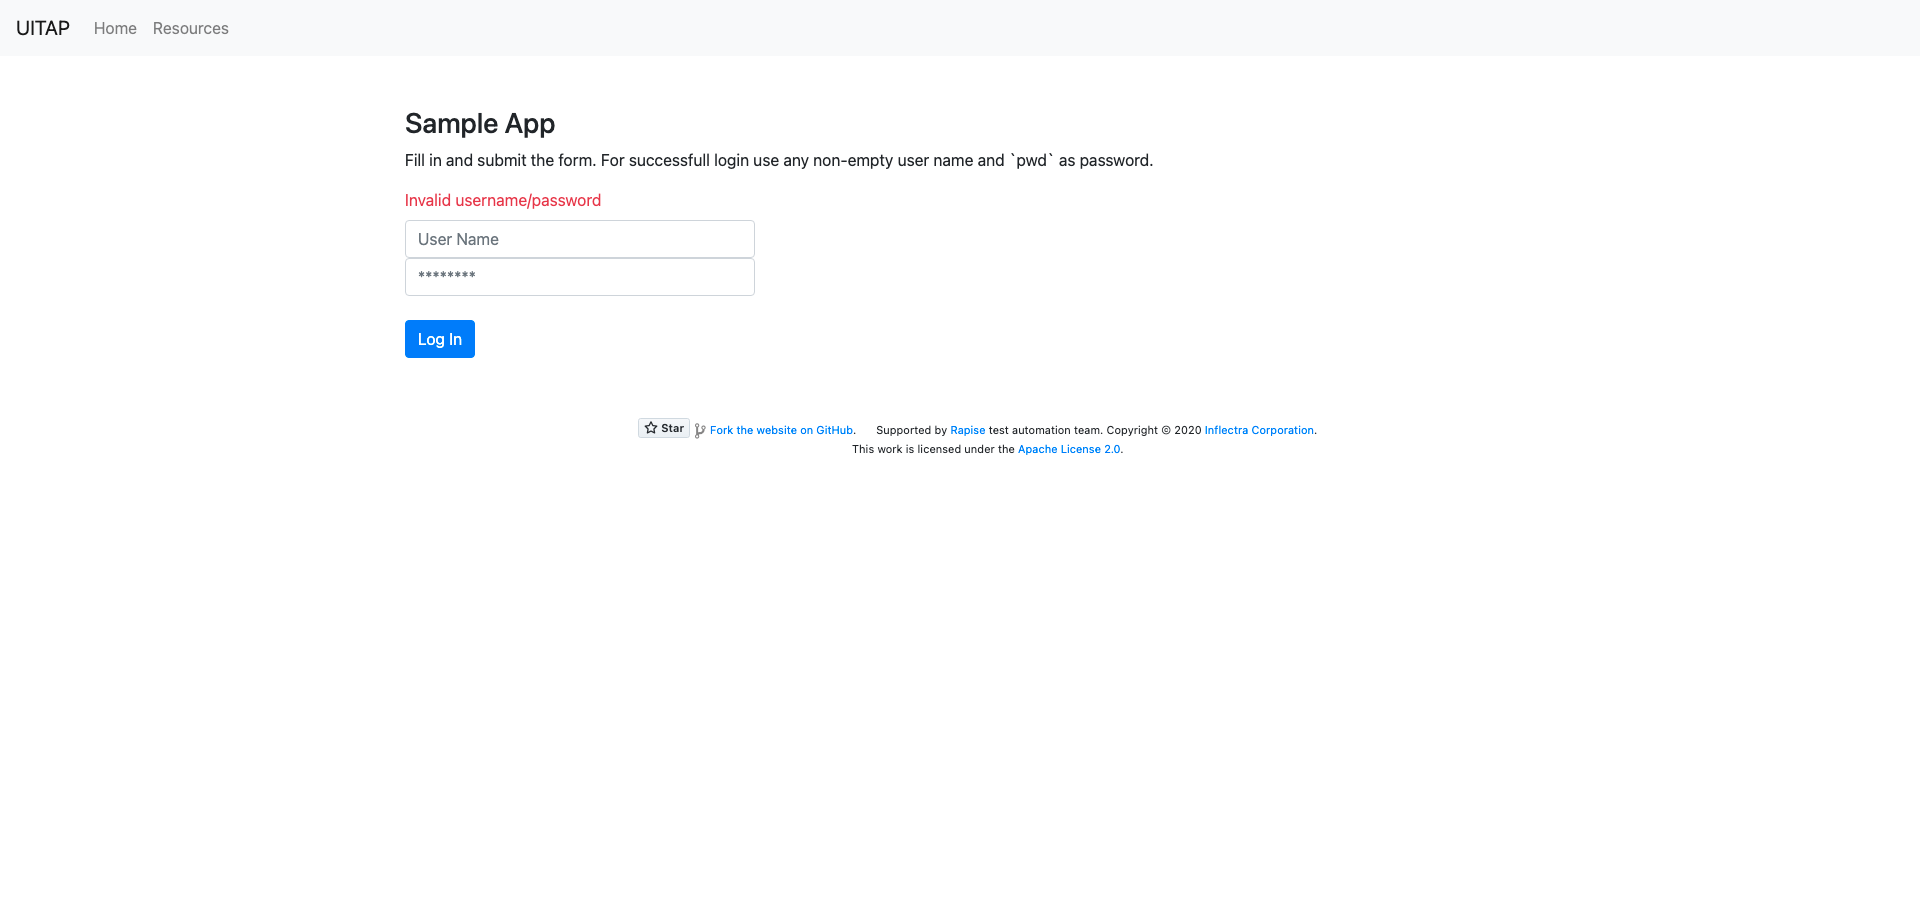 UITAP Home Resources
Sample App
Fill in and submit the form. For successfull login use any non-empty user name and `pwd` as password.
Invalid username/password
User Name
********
Log In
Star Fork the website on GitHub. Supported by Rapise test automation team. Copyright © 2020 Inflectra Corporation.
This work is licensed under the Apache License 2.0.